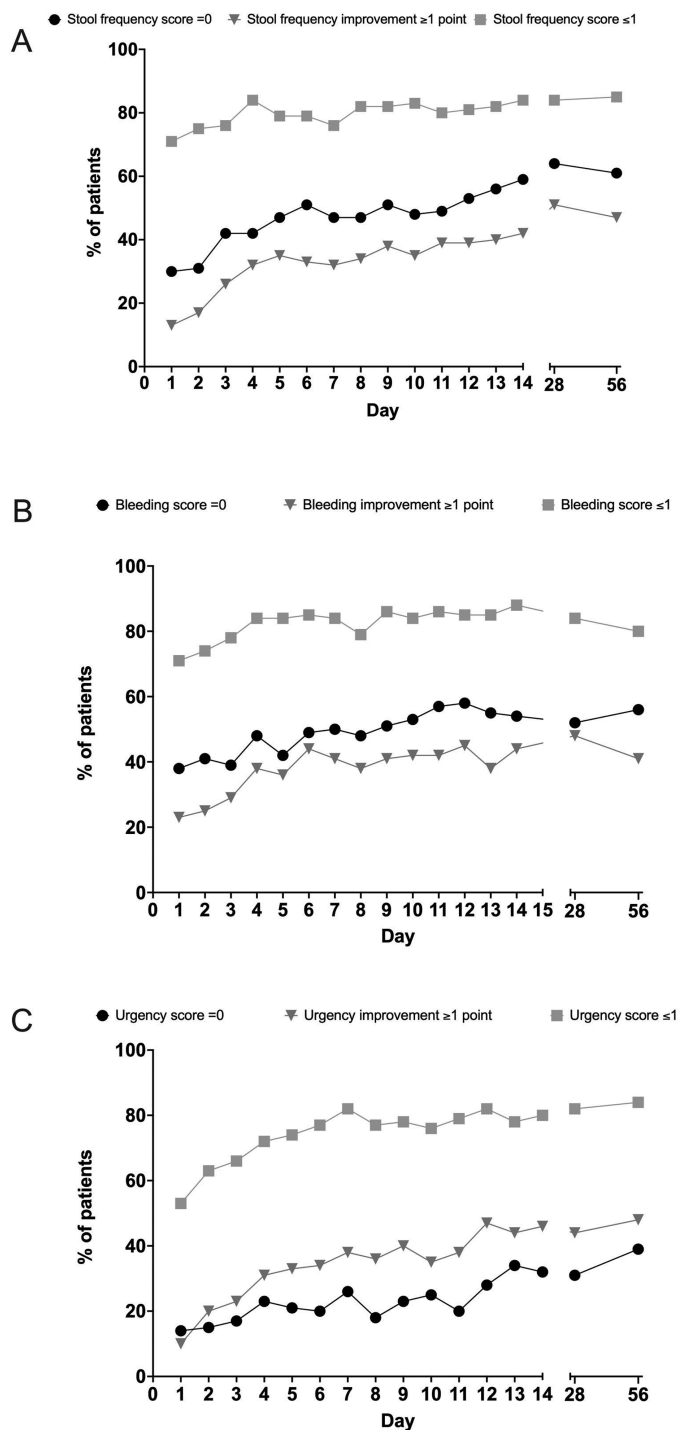 Stool frequency score =0 Stool frequency improvement ≥1 point Stool frequency score ≤1
A
100
80
60
40
20
0
% of patients
0 1 2 3 4 5 6 7 8 9 10 11 12 13 14 28 56
Day
B
Bleeding score =0 Bleeding improvement ≥1 point Bleeding score ≤1
100
80
60
40
20
0
% of patients
0 1 2 3 4 5 6 7 8 9 10 11 12 13 14 15 28 56
Day
C
Urgency score =0 Urgency improvement ≥1 point Urgency score ≤1
100
80
60
40
20
0
% of patients
0 1 2 3 4 5 6 7 8 9 10 11 12 13 14 28 56
Day